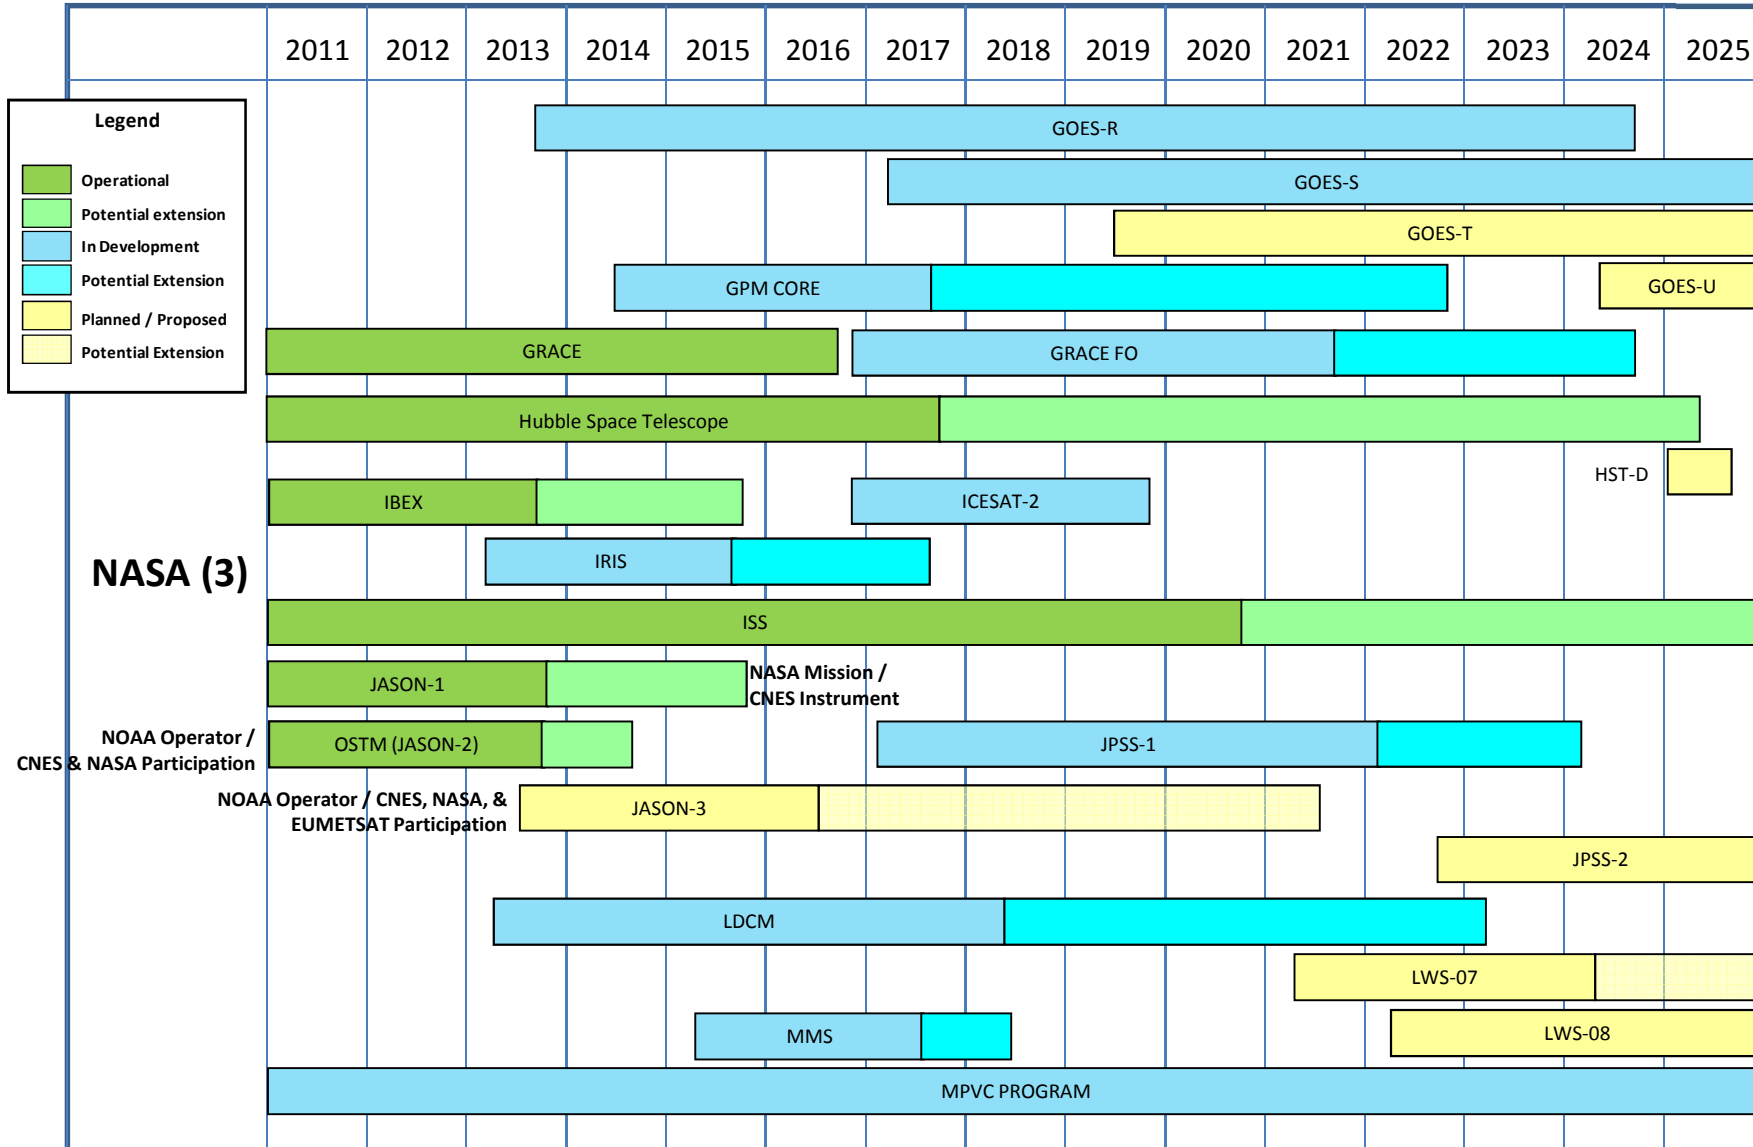 2011 2012 2013 2014 2015 2016 2017 2018 2019 2020 2021 2022 2023 2024 2025
Legend
Operational
Potential extension
In Development
Potential Extension
Planned / Proposed
Potential Extension
GOES-R
GOES-S
GOES-T
GPM CORE
GOES-U
GRACE
GRACE FO
Hubble Space Telescope
HST-D
IBEX
ICESAT-2
IRIS
NASA (3)
ISS
JASON-1
NASA Mission /
CNES Instrument
NOAA Operator /
CNES & NASA Participation
OSTM (JASON-2)
JPSS-1
NOAA Operator / CNES, NASA, &
EUMETSAT Participation
JASON-3
JPSS-2
LDCM
LWS-07
MMS
LWS-08
MPVC PROGRAM